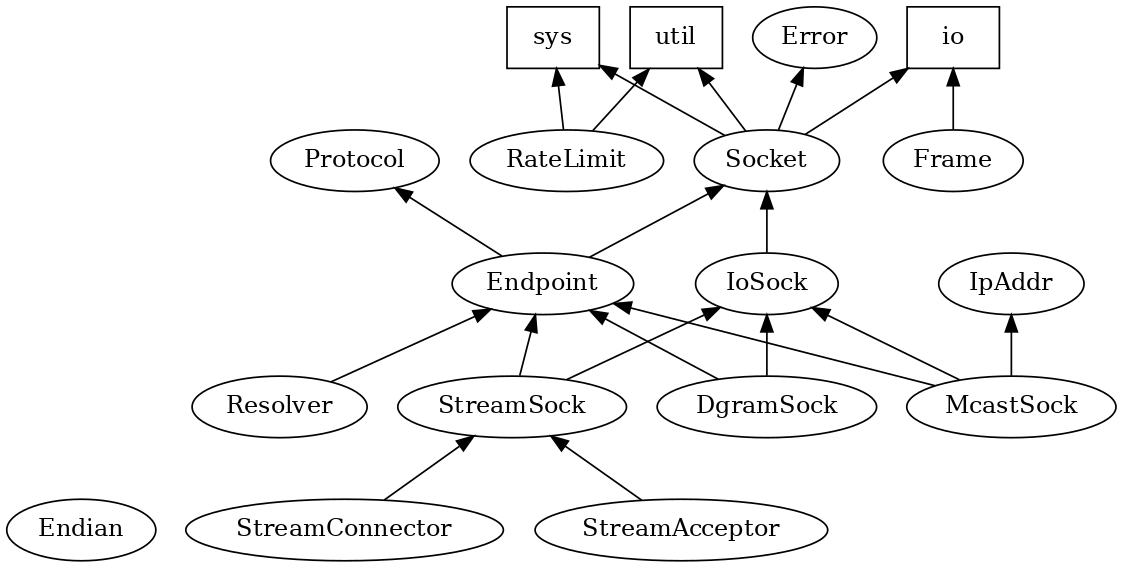 sys
util
Error
io
Protocol
RateLimit
Socket
Frame
Endpoint
IoSock
IpAddr
Resolver
StreamSock
DgramSock
McastSock
Endian
StreamConnector
StreamAcceptor